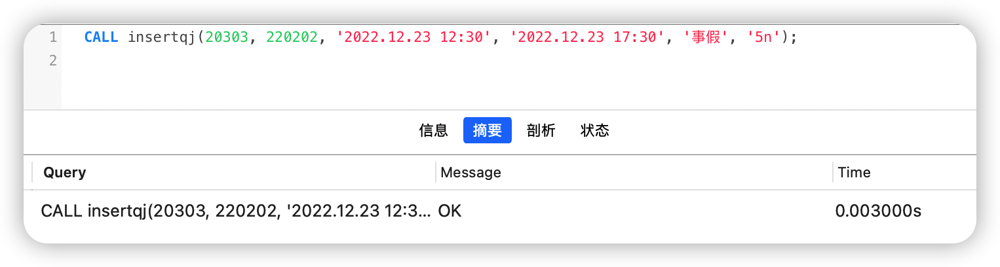 1 CALL insertqj(20303, 220202, '2022.12.23 12:30', '2022.12.23 17:30', '事假', '5n');
2
信息 摘要 剖析 状态
Query Message Time
CALL insertqj(20303, 220202, '2022.12.23 12:3... OK 0.003000s